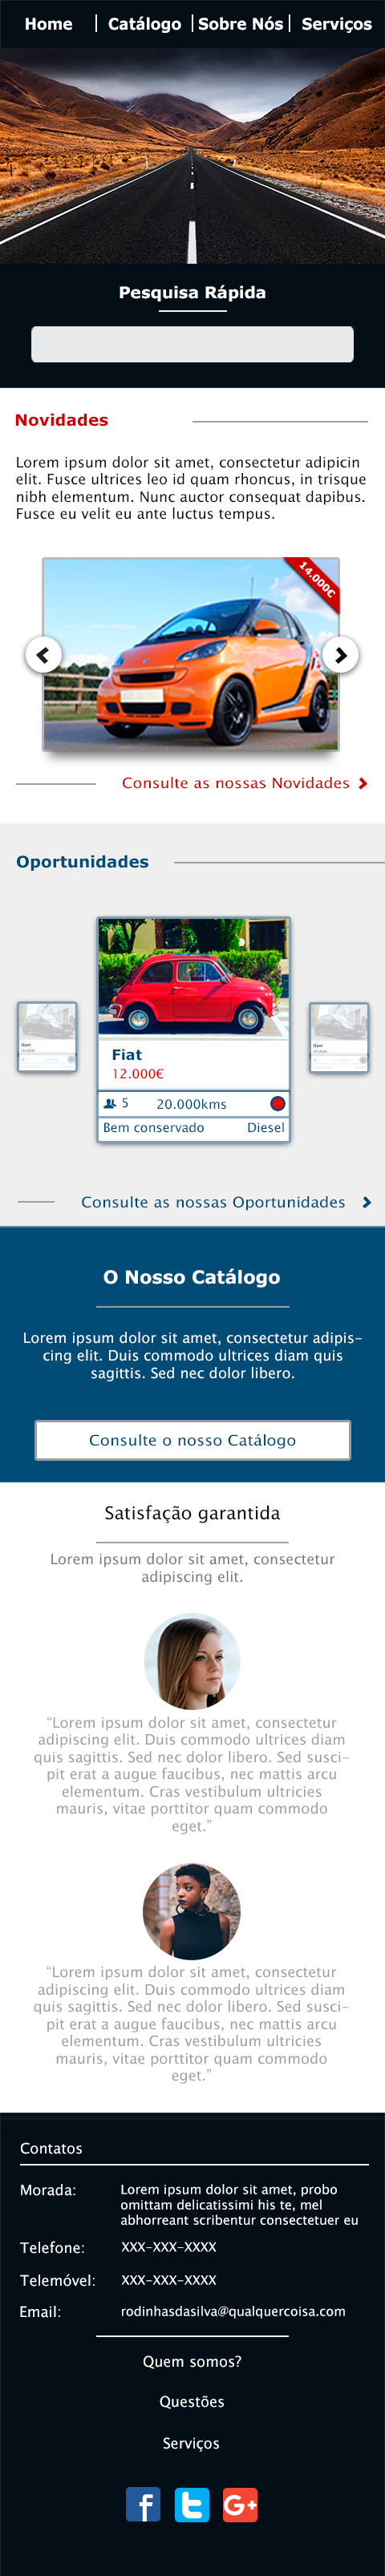 Home | Catálogo | Sobre Nós | Serviços
Pesquisa Rápida
Novidades
Lorem ipsum dolor sit amet, consectetur adipicin
elit. Fusce ultrices leo id quam rhoncus, in trisque
nibh elementum. Nunc auctor consequat dapibus.
Fusce eu velit eu ante luctus tempus.
14.000€
Consulte as nossas Novidades
Oportunidades
Fiat
12.000€
5 20.000kms
Bem conservado Diesel
Consulte as nossas Oportunidades
O Nosso Catálogo
Lorem ipsum dolor sit amet, consectetur adipis-
cing elit. Duis commodo ultrices diam quis
sagittis. Sed nec dolor libero.
Consulte o nosso Catálogo
Satisfação garantida
Lorem ipsum dolor sit amet, consectetur
adipiscing elit.
“Lorem ipsum dolor sit amet, consectetur
adipiscing elit. Duis commodo ultrices diam
quis sagittis. Sed nec dolor libero. Sed susci-
pit erat a augue faucibus, nec mattis arcu
elementum. Cras vestibulum ultricies
mauris, vitae porttitor quam commodo
eget.”
“Lorem ipsum dolor sit amet, consectetur
adipiscing elit. Duis commodo ultrices diam
quis sagittis. Sed nec dolor libero. Sed susci-
pit erat a augue faucibus, nec mattis arcu
elementum. Cras vestibulum ultricies
mauris, vitae porttitor quam commodo
eget.”
Contatos
Morada: Lorem ipsum dolor sit amet, probo
omittam delicatissimi his te, mel
abhorreant scribentur consectetuer eu
Telefone: XXX-XXX-XXXX
Telemóvel: XXX-XXX-XXXX
Email: rodinhasdasilva@qualquercoisa.com
Quem somos?
Questões
Serviços
f t G+